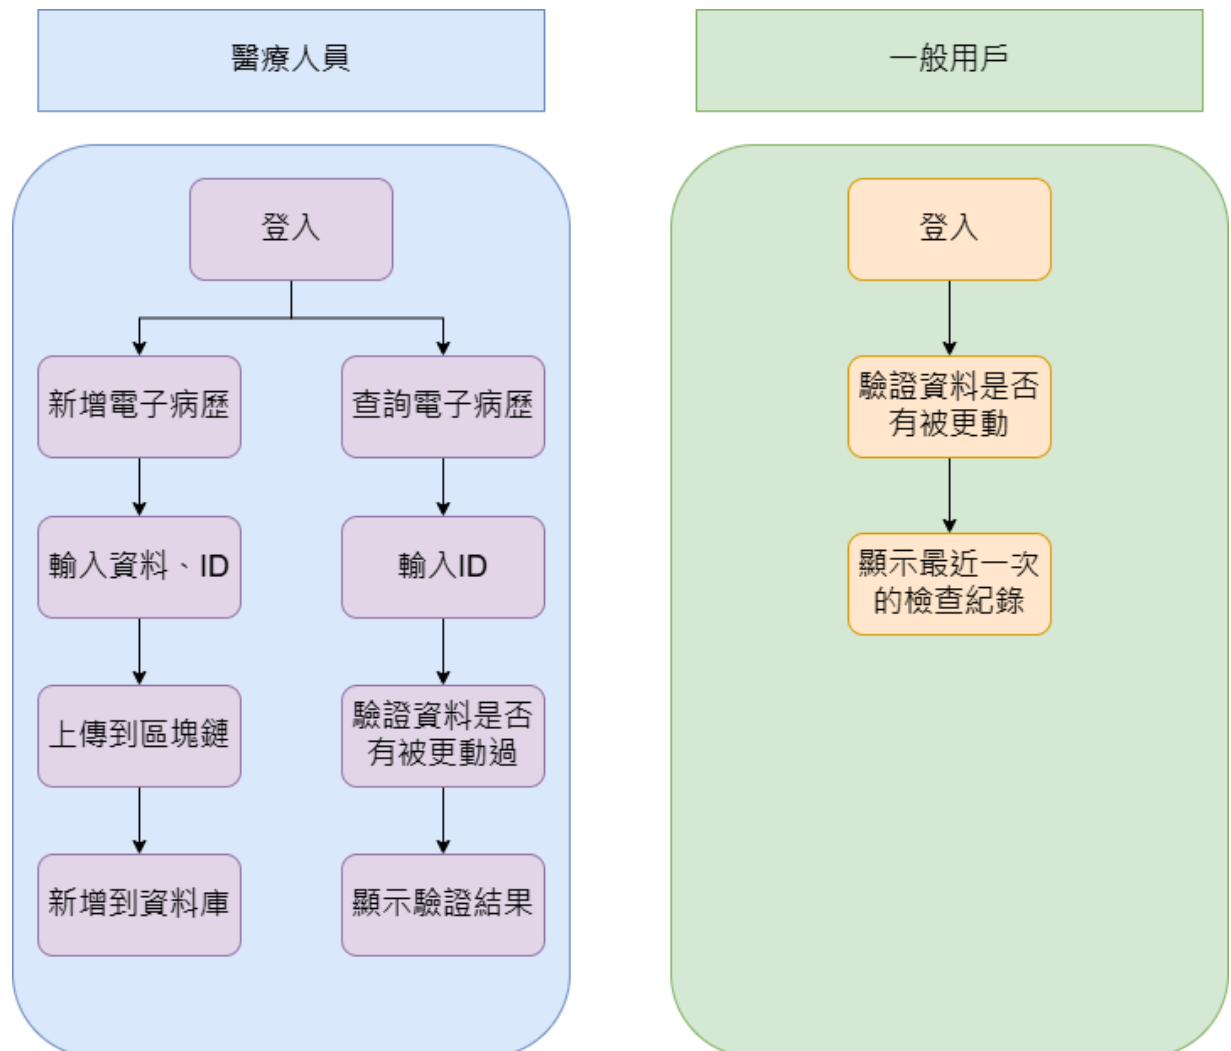 醫療人員
登入
新增電子病歷
輸入資料、ID
上傳到區塊鏈
新增到資料庫
查詢電子病歷
輸入ID
驗證資料是否
有被更動過
顯示驗證結果
一般用戶
登入
驗證資料是否
有被更動
顯示最近一次
的檢查紀錄